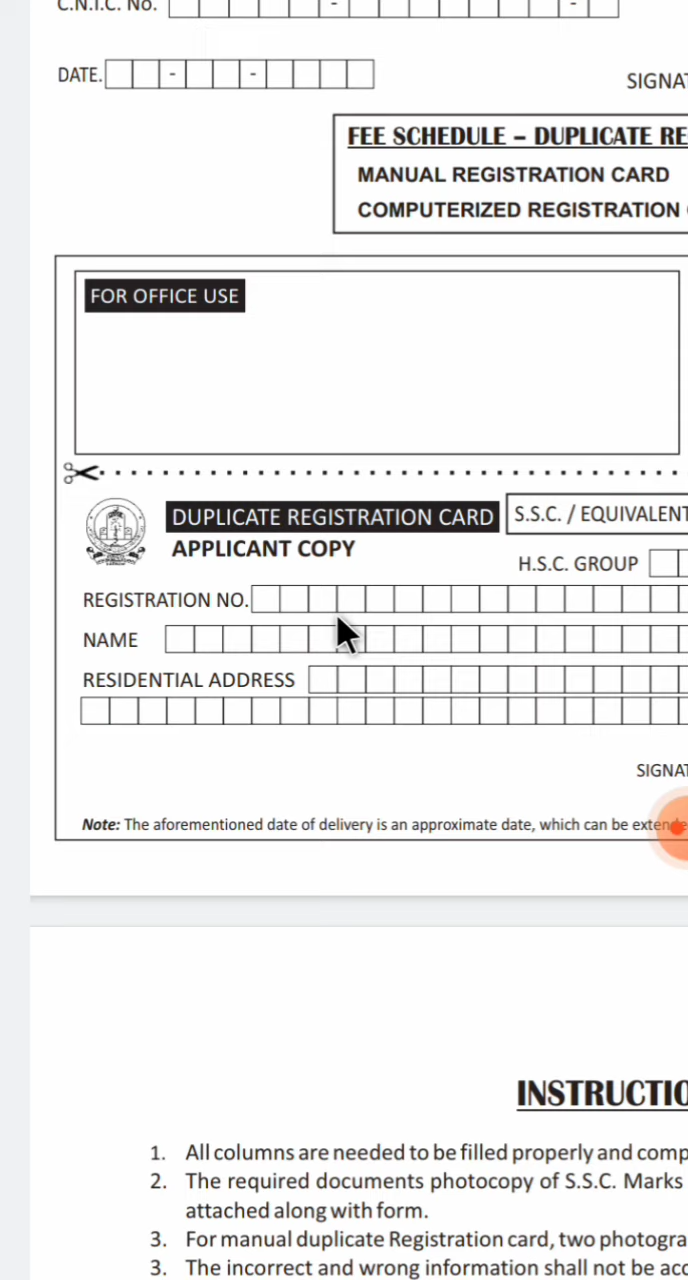 C.N.I.C. No. - -
DATE. - -
SIGNAT
FEE SCHEDULE – DUPLICATE RE
MANUAL REGISTRATION CARD
COMPUTERIZED REGISTRATION
FOR OFFICE USE
DUPLICATE REGISTRATION CARD S.S.C. / EQUIVALENT
APPLICANT COPY
H.S.C. GROUP
REGISTRATION NO.
NAME
RESIDENTIAL ADDRESS
SIGNAT
Note: The aforementioned date of delivery is an approximate date, which can be extende
INSTRUCTIO
1. All columns are needed to be filled properly and comp
2. The required documents photocopy of S.S.C. Marks
attached along with form.
3. For manual duplicate Registration card, two photogra
3. The incorrect and wrong information shall not be acc